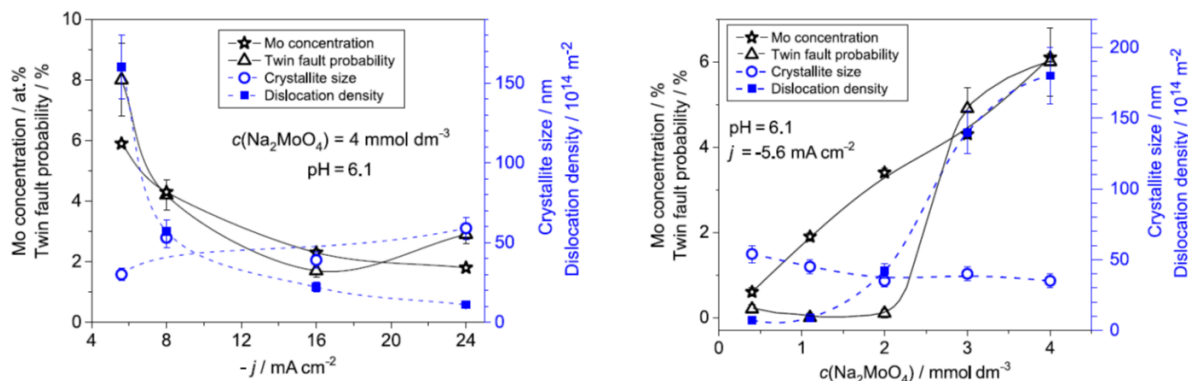 Mo concentration / at.%
Twin fault probability / %
10
8
6
4
2
0
Mo concentration
Twin fault probability
Crystallite size
Dislocation density
c(Na₂MoO₄) = 4 mmol dm⁻³
pH = 6.1
4
8
12
16
20
24
- j / mA cm⁻²
150
100
50
0
Crystallite size / nm
Dislocation density / 10¹⁴ m⁻²
Mo concentration / %
Twin fault probability / %
6
4
2
0
Mo concentration
Twin fault probability
Crystallite size
Dislocation density
pH = 6.1
j = -5.6 mA cm⁻²
0
1
2
3
4
c(Na₂MoO₄) / mmol dm⁻³
200
150
100
50
0
Crystallite size / nm
Dislocation density / 10¹⁴ m⁻²